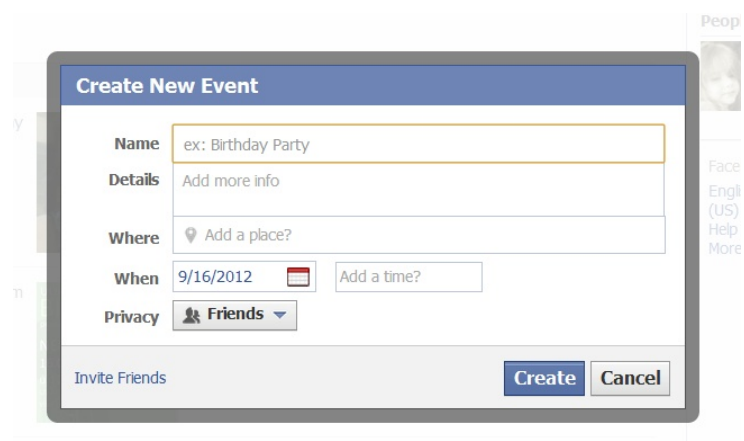 Peop
Create New Event
Name ex: Birthday Party
Details Add more info
Where Add a place?
When 9/16/2012 Add a time?
Privacy Friends
Invite Friends Create Cancel
Face
Engli
(US)
Help
More